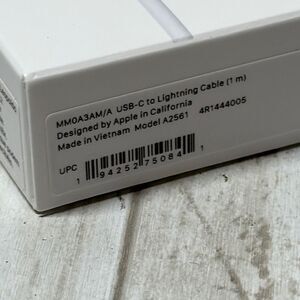 MM0A3AM/A USB-C to Lightning Cable (1 m)
Designed by Apple in California
Made in Vietnam Model A2561 4R1444005
UPC
1 94252 75084 1